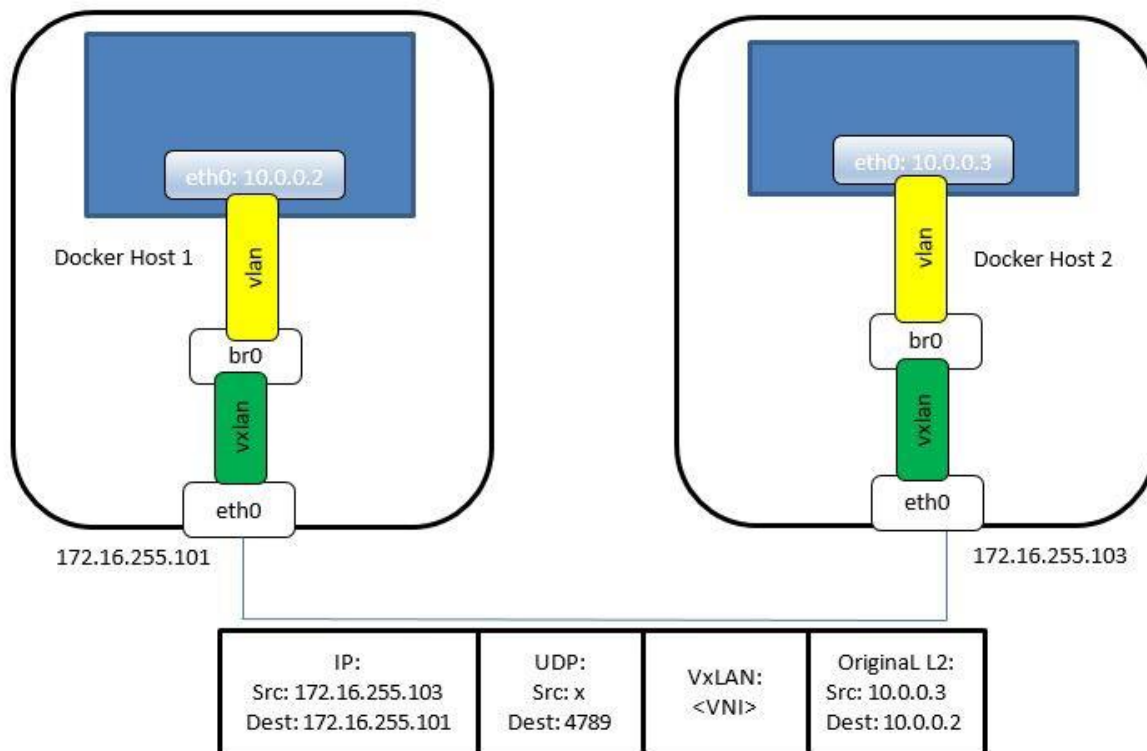 eth0: 10.0.0.2
eth0: 10.0.0.3
Docker Host 1
vlan
vlan
Docker Host 2
br0
br0
vxlan
vxlan
eth0
eth0
172.16.255.101
172.16.255.103
IP:
Src: 172.16.255.103
Dest: 172.16.255.101
UDP:
Src: x
Dest: 4789
VxLAN:
<VNI>
OriginaL L2:
Src: 10.0.0.3
Dest: 10.0.0.2